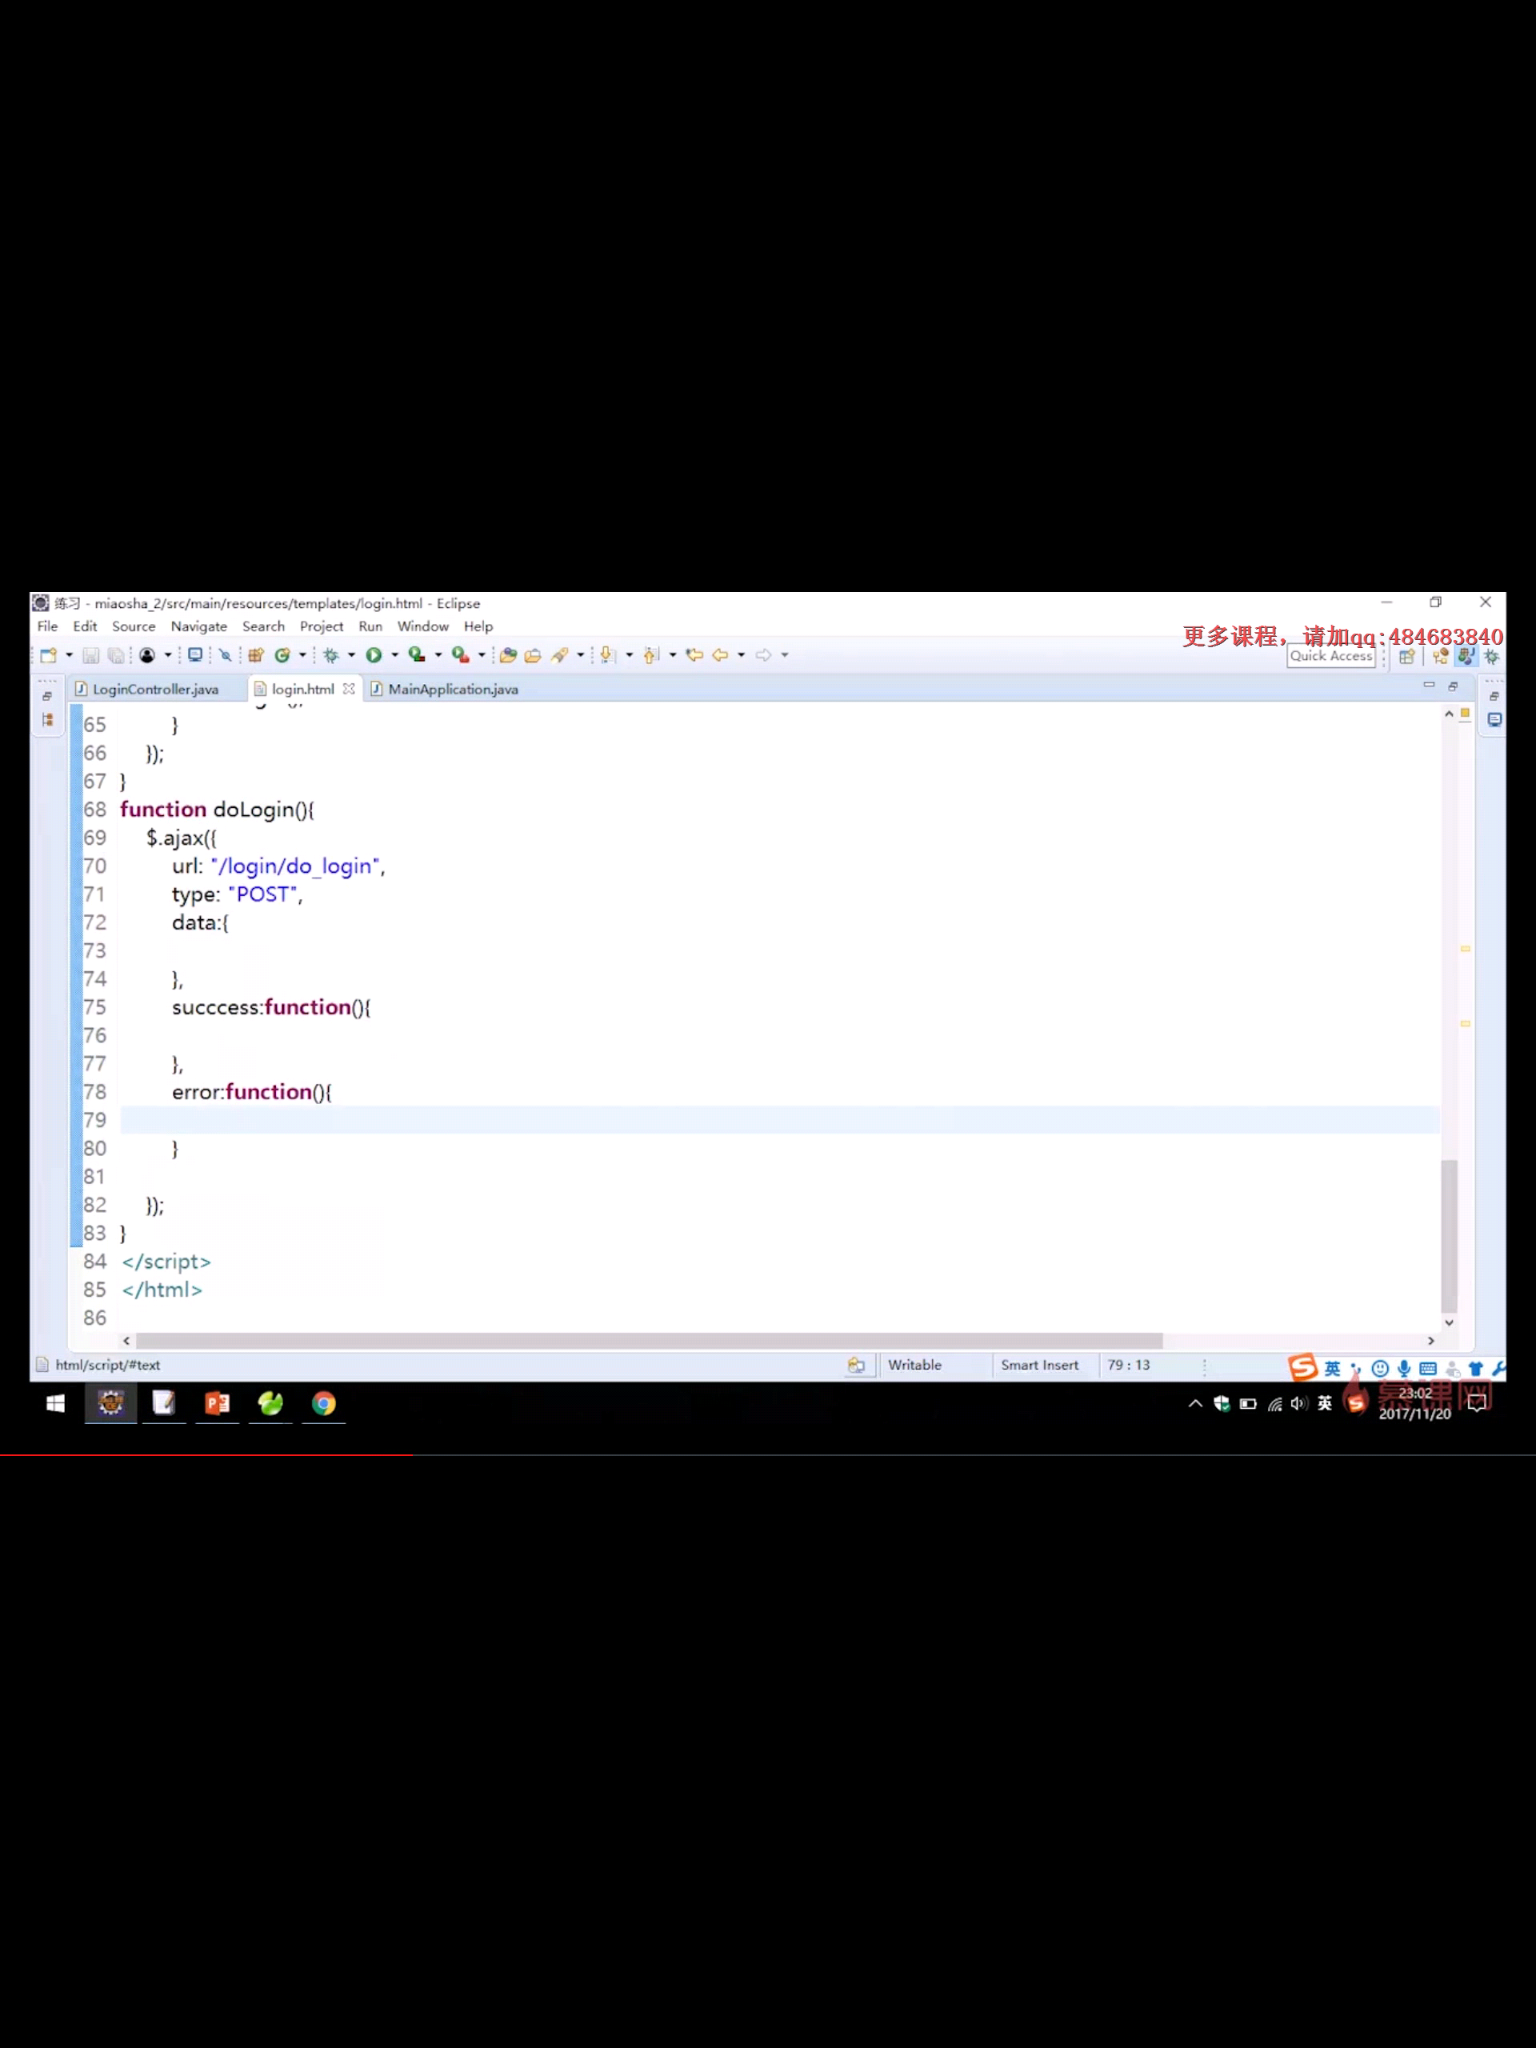 练习 - miaosha_2/src/main/resources/templates/login.html - Eclipse
File Edit Source Navigate Search Project Run Window Help
更多课程，请加qq:484683840
Quick Access
LoginController.java login.html MainApplication.java
65 }
66 });
67 }
68 function doLogin(){
69 $.ajax({
70 url: "/login/do_login",
71 type: "POST",
72 data:{
73
74 },
75 succcess:function(){
76
77 },
78 error:function(){
79
80 }
81
82 });
83 }
84 </script>
85 </html>
86
html/script/#text Writable Smart Insert 79 : 13 英
英 23:02
慕课网
2017/11/20